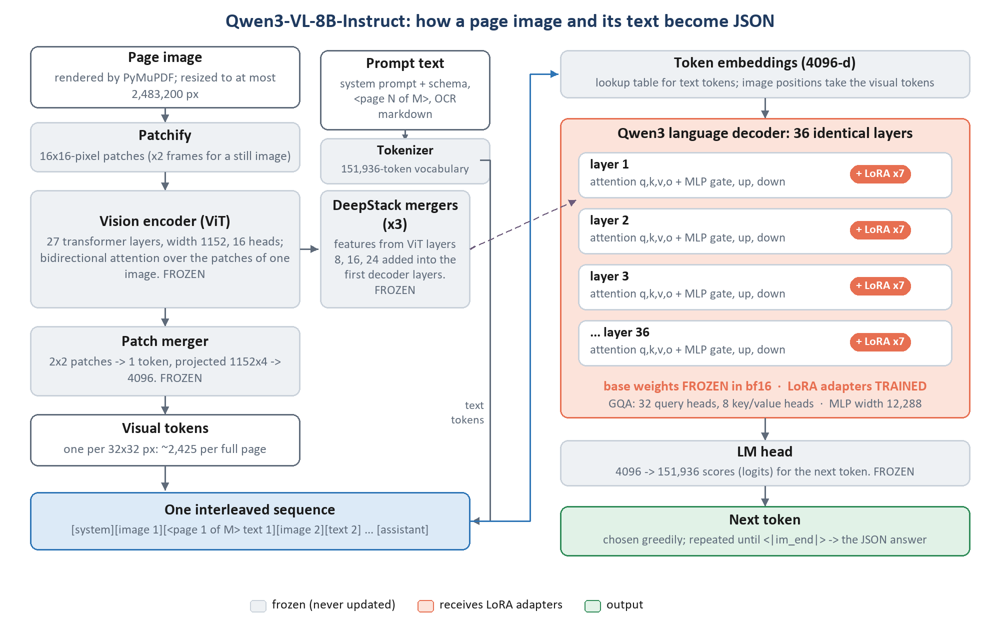 Qwen3-VL-8B-Instruct: how a page image and its text become JSON
Page image
rendered by PyMuPDF; resized to at most
2,483,200 px
Patchify
16x16-pixel patches (x2 frames for a still image)
Vision encoder (ViT)
27 transformer layers, width 1152, 16 heads;
bidirectional attention over the patches of one
image. FROZEN
Patch merger
2x2 patches -> 1 token, projected 1152x4 ->
4096. FROZEN
Visual tokens
one per 32x32 px: ~2,425 per full page
One interleaved sequence
[system][image 1][<page 1 of M> text 1][image 2][text 2] ... [assistant]
Prompt text
system prompt + schema,
<page N of M>, OCR
markdown
Tokenizer
151,936-token vocabulary
DeepStack mergers
(x3)
features from ViT layers
8, 16, 24 added into the
first decoder layers.
FROZEN
text
tokens
Token embeddings (4096-d)
lookup table for text tokens; image positions take the visual tokens
Qwen3 language decoder: 36 identical layers
layer 1
attention q,k,v,o + MLP gate, up, down
+ LoRA x7
layer 2
attention q,k,v,o + MLP gate, up, down
+ LoRA x7
layer 3
attention q,k,v,o + MLP gate, up, down
+ LoRA x7
... layer 36
attention q,k,v,o + MLP gate, up, down
+ LoRA x7
base weights FROZEN in bf16 · LoRA adapters TRAINED
GQA: 32 query heads, 8 key/value heads · MLP width 12,288
LM head
4096 -> 151,936 scores (logits) for the next token. FROZEN
Next token
chosen greedily; repeated until <|im_end|> -> the JSON answer
frozen (never updated)
receives LoRA adapters
output